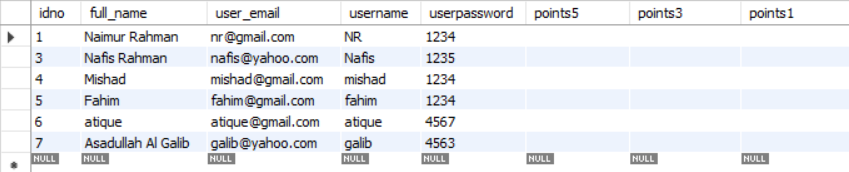 idno full_name user_email username userpassword points5 points3 points1
1 Naimur Rahman nr@gmail.com NR 1234
3 Nafis Rahman nafis@yahoo.com Nafis 1235
4 Mishad mishad@gmail.com mishad 1234
5 Fahim fahim@gmail.com fahim 1234
6 atique atique@gmail.com atique 4567
7 Asadullah Al Galib galib@yahoo.com galib 4563
NULL NULL NULL NULL NULL NULL NULL NULL